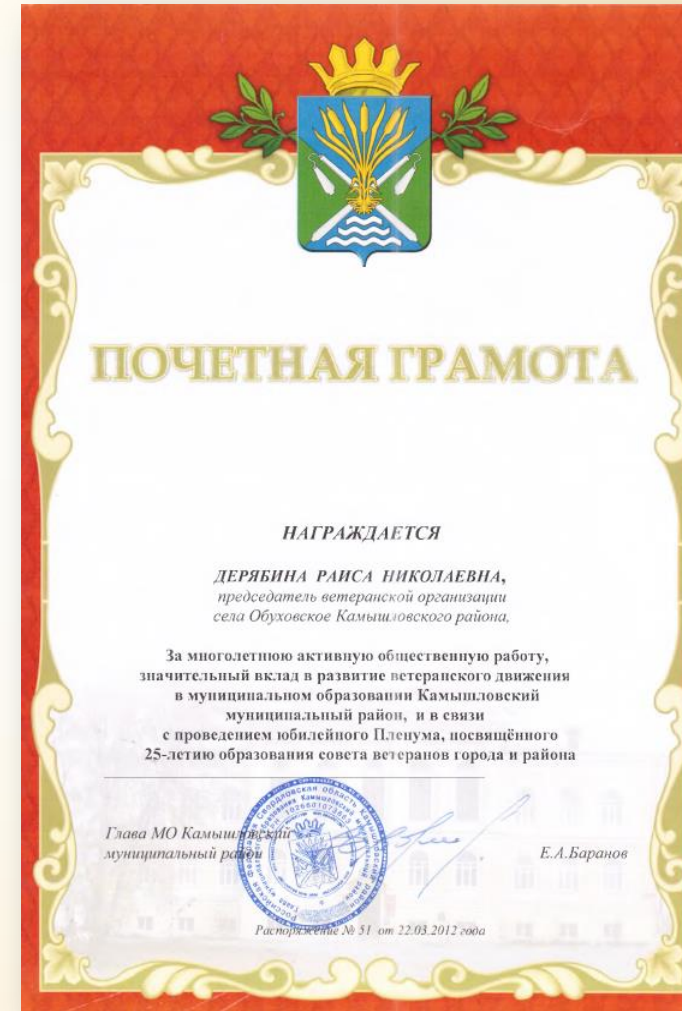 ПОЧЕТНАЯ ГРАМОТА
НАГРАЖДАЕТСЯ
ДЕРЯБИНА РАИСА НИКОЛАЕВНА,
председатель ветеранской организации
села Обуховское Камышловского района,
За многолетнюю активную общественную работу,
значительный вклад в развитие ветеранского движения
в муниципальном образовании Камышловский
муниципальный район, и в связи
с проведением юбилейного Пленума, посвящённого
25-летию образования совета ветеранов города и района
Глава МО Камышловский
муниципальный район
Е.А.Баранов
Распоряжение № 51 от 22.03.2012 года